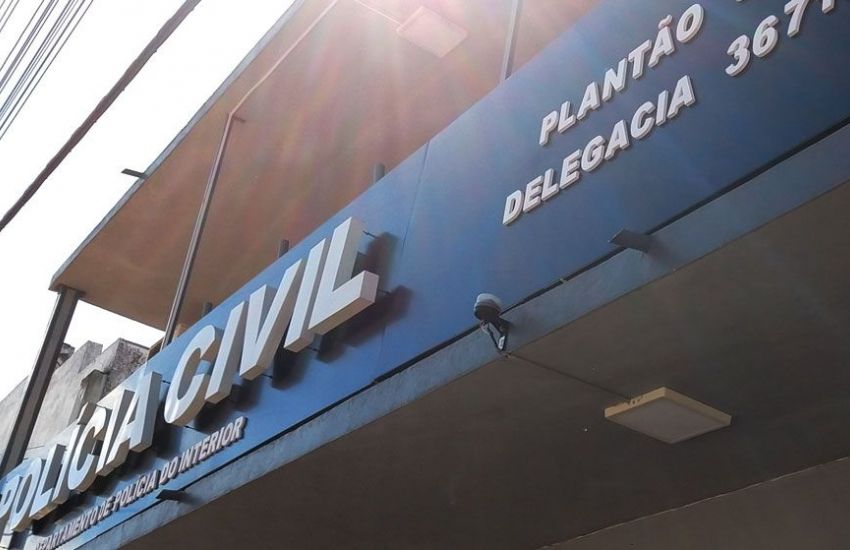 POLÍCIA CIVIL
DEPARTAMENTO DE POLÍCIA DO INTERIOR
PLANTÃO
DELEGACIA 3671